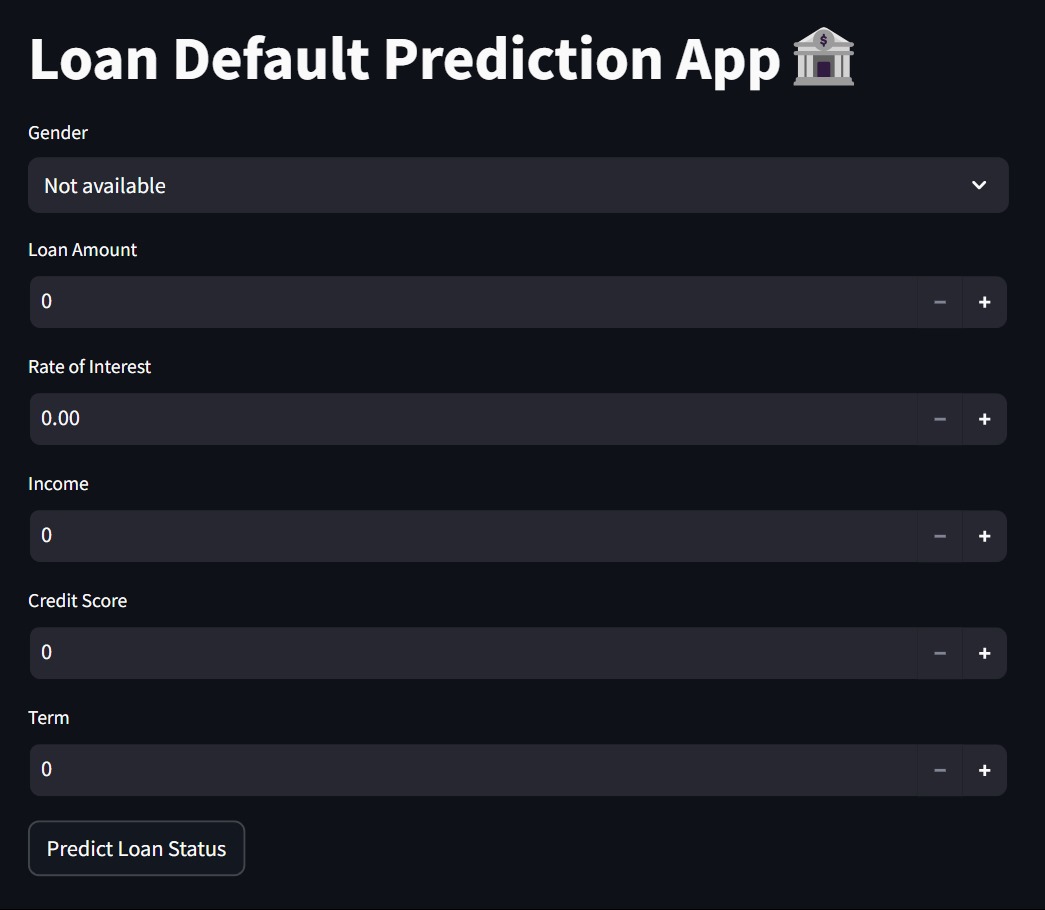 Loan Default Prediction App
Gender
Not available
Loan Amount
0
Rate of Interest
0.00
Income
0
Credit Score
0
Term
0
Predict Loan Status